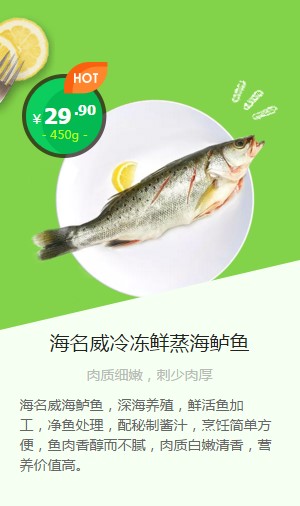 HOT
¥29.90
- 450g -
海名威冷冻鲜蒸海鲈鱼
肉质细嫩，刺少肉厚
海名威海鲈鱼，深海养殖，鲜活鱼加
工，净鱼处理，配秘制酱汁，烹饪简单方
便，鱼肉香醇而不腻，肉质白嫩清香，营
养价值高。